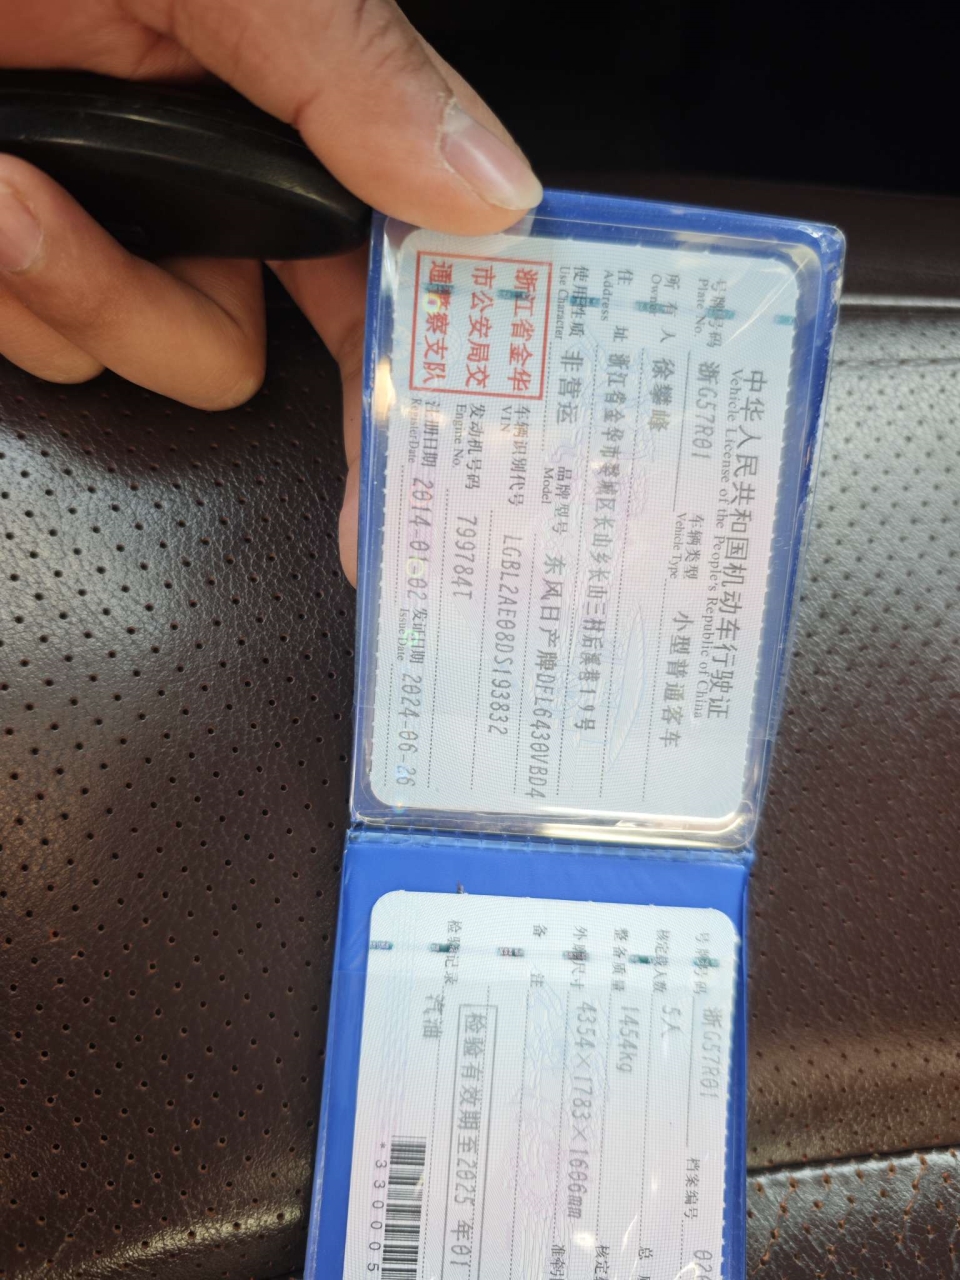 中华人民共和国机动车行驶证
Vehicle License of the People's Republic of China
号牌号码 浙G57R01 车辆类型 小型普通客车
Plate No. Vehicle Type
所有人 徐攀峰
Owner
住址 浙江省金华市婺城区长山乡长山三村后溪巷19号
Address
使用性质 非营运 品牌型号 东风日产牌DFL6430VBD4
Use Character Model
浙江省金华
市公安局交
通警察支队
车辆识别代号 LGBL2AE08DS193832
VIN
发动机号码 799784T
Engine No.
注册日期 2014-01-02 发证日期 2024-06-26
Register Date Issue Date
号牌号码 浙G57R01 档案编号
核定载人数 5人 总
整备质量 1454kg 核定
外廓尺寸 4354×1783×1606mm
备注
检验有效期至2025年01
检验记录 汽油
*330005